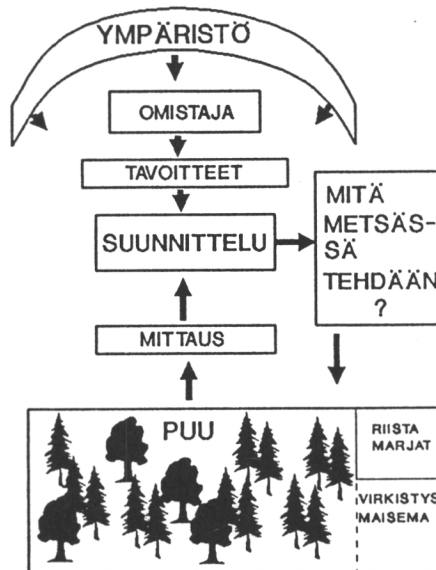 YMPÄRISTÖ
OMISTAJA
TAVOITTEET
SUUNNITTELU
MITÄ
METSÄS-
SÄ
TEHDÄÄN
?
MITTAUS
PUU
RIISTA
MARJAT
VIRKISTYS
MAISEMA